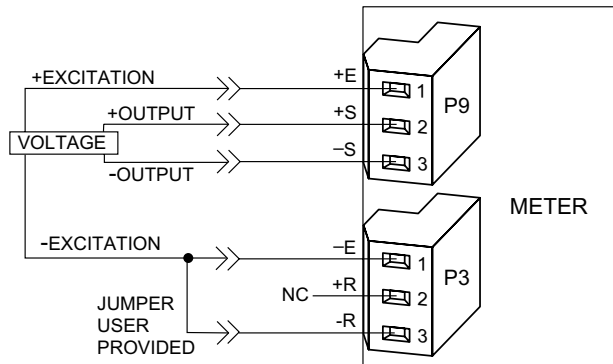 +EXCITATION
+E
1
P9
+OUTPUT
+S
2
VOLTAGE
-OUTPUT
–S
3
METER
-EXCITATION
–E
1
P3
NC
+R
2
JUMPER
USER
PROVIDED
-R
3